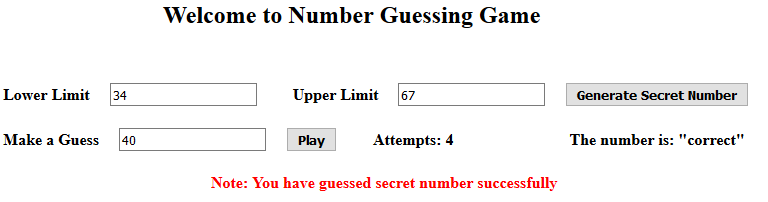 Welcome to Number Guessing Game
Lower Limit 34 Upper Limit 67 Generate Secret Number
Make a Guess 40 Play Attempts: 4 The number is: "correct"
Note: You have guessed secret number successfully